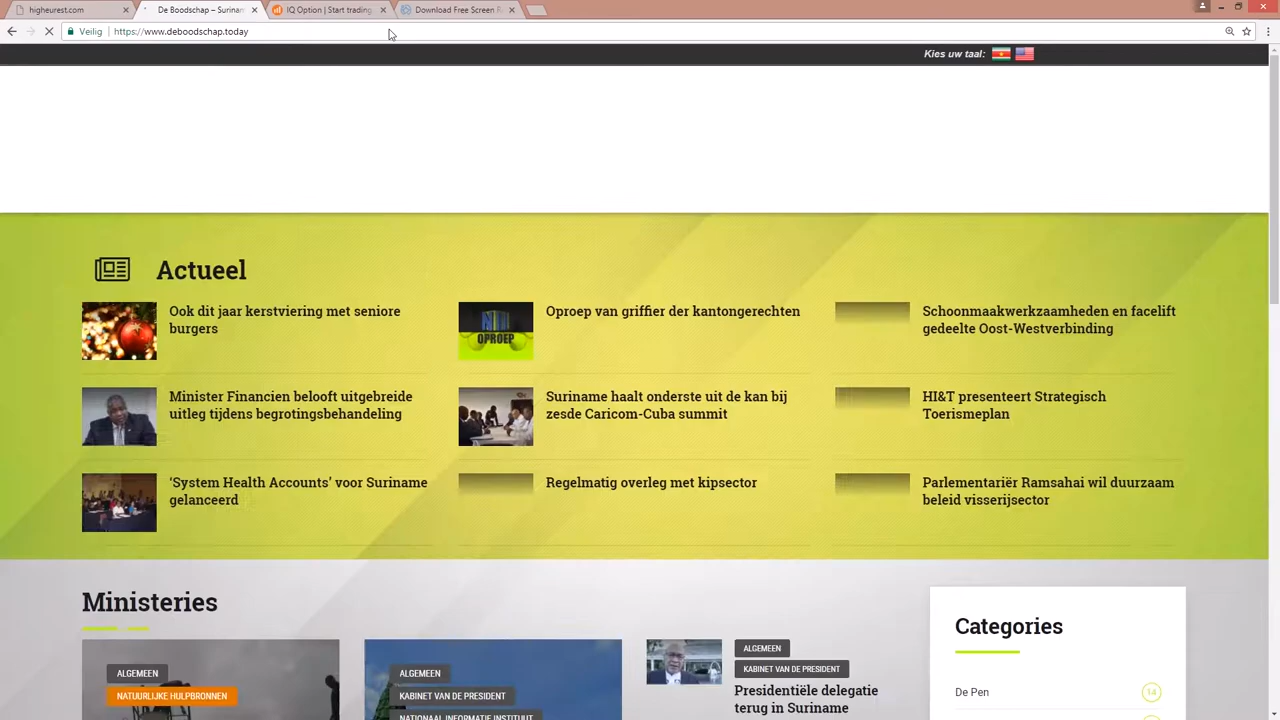 higheurest.com
De Boodschap – Surinam
IQ Option | Start trading
Download Free Screen R
Veilig
https://www.deboodschap.today
Kies uw taal:
Actueel
Ook dit jaar kerstviering met seniore
burgers
Oproep van griffier der kantongerechten
OPROEP
Schoonmaakwerkzaamheden en facelift
gedeelte Oost-Westverbinding
Minister Financien belooft uitgebreide
uitleg tijdens begrotingsbehandeling
Suriname haalt onderste uit de kan bij
zesde Caricom-Cuba summit
HI&T presenteert Strategisch
Toerismeplan
‘System Health Accounts’ voor Suriname
gelanceerd
Regelmatig overleg met kipsector
Parlementariër Ramsahai wil duurzaam
beleid visserijsector
Ministeries
ALGEMEEN
NATUURLIJKE HULPBRONNEN
ALGEMEEN
KABINET VAN DE PRESIDENT
NATIONAAL INFORMATIE INSTITUUT
ALGEMEEN
KABINET VAN DE PRESIDENT
Presidentiële delegatie
terug in Suriname
Categories
De Pen
14